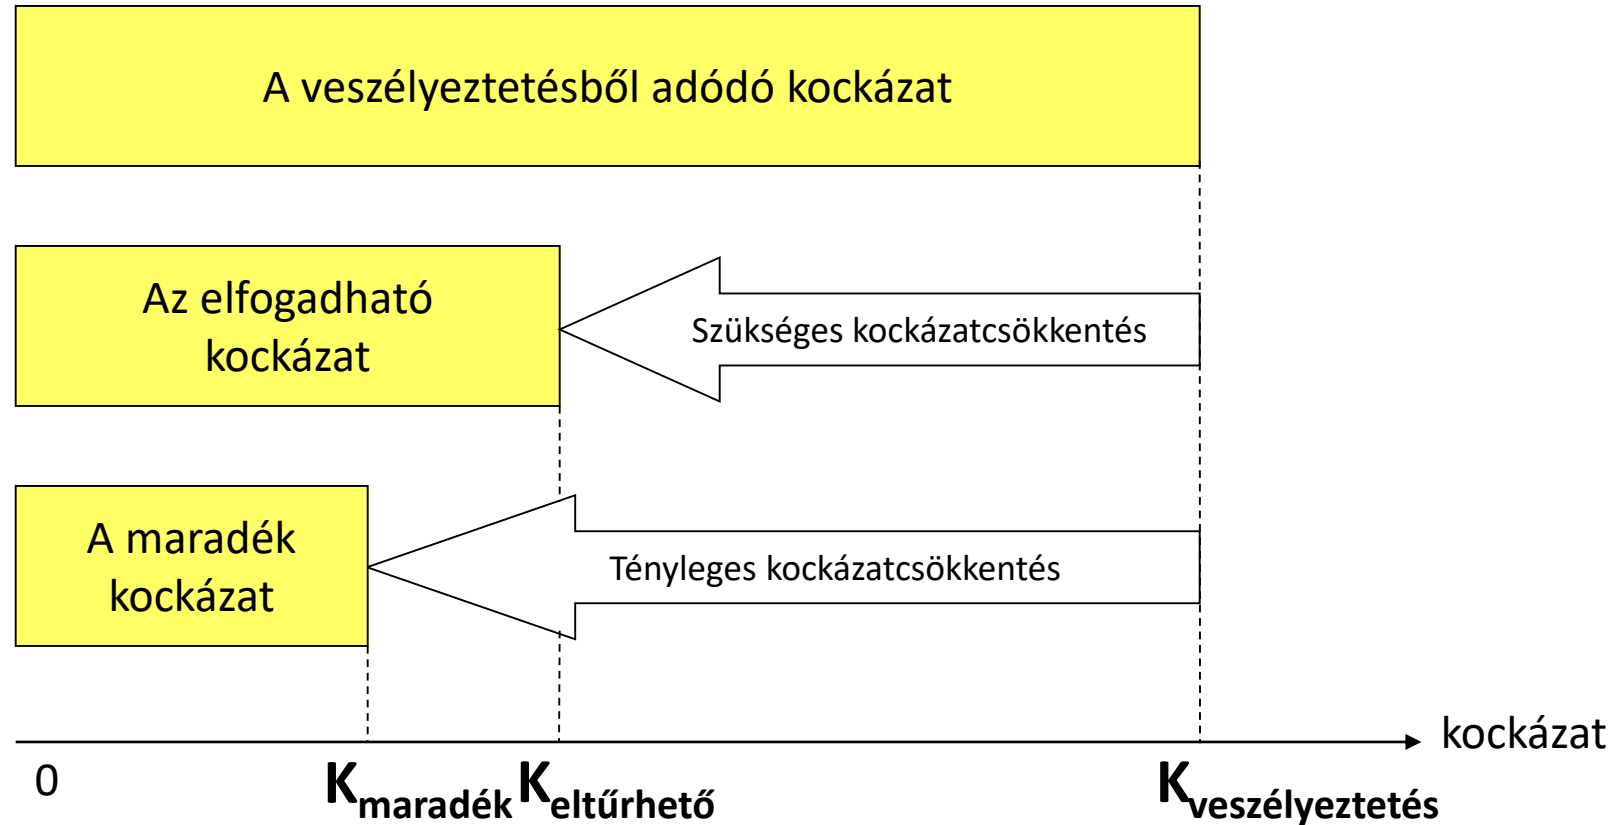 A veszélyeztetésből adódó kockázat
Az elfogadható
kockázat
Szükséges kockázatcsökkentés
A maradék
kockázat
Tényleges kockázatcsökkentés
kockázat
0
Kmaradék
Keltűrhető
Kveszélyeztetés